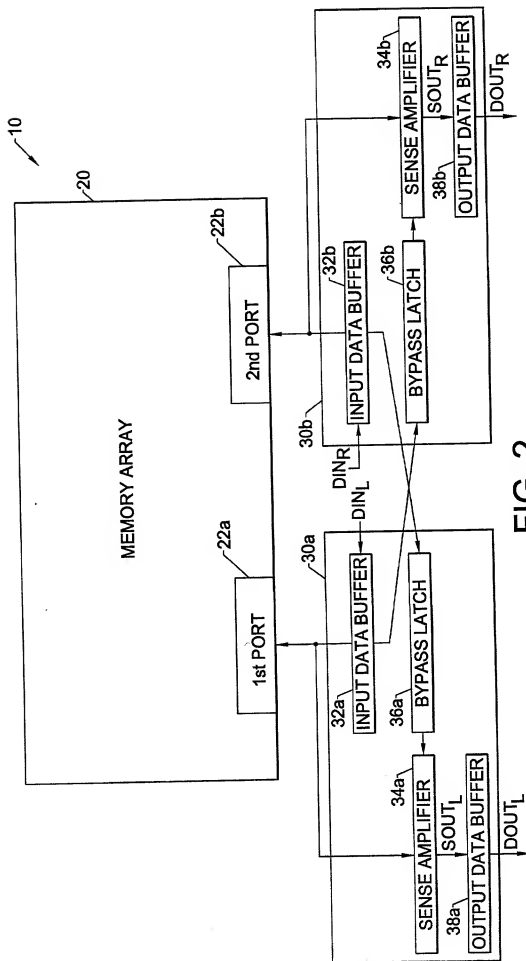 10
20
MEMORY ARRAY
22a
22b
1st PORT
2nd PORT
30a
30b
DIN_L
DIN_R
32a
INPUT DATA BUFFER
32b
INPUT DATA BUFFER
34a
SENSE AMPLIFIER
36a
BYPASS LATCH
36b
BYPASS LATCH
34b
SENSE AMPLIFIER
SOUT_L
SOUT_R
38a
OUTPUT DATA BUFFER
38b
OUTPUT DATA BUFFER
DOUT_L
DOUT_R